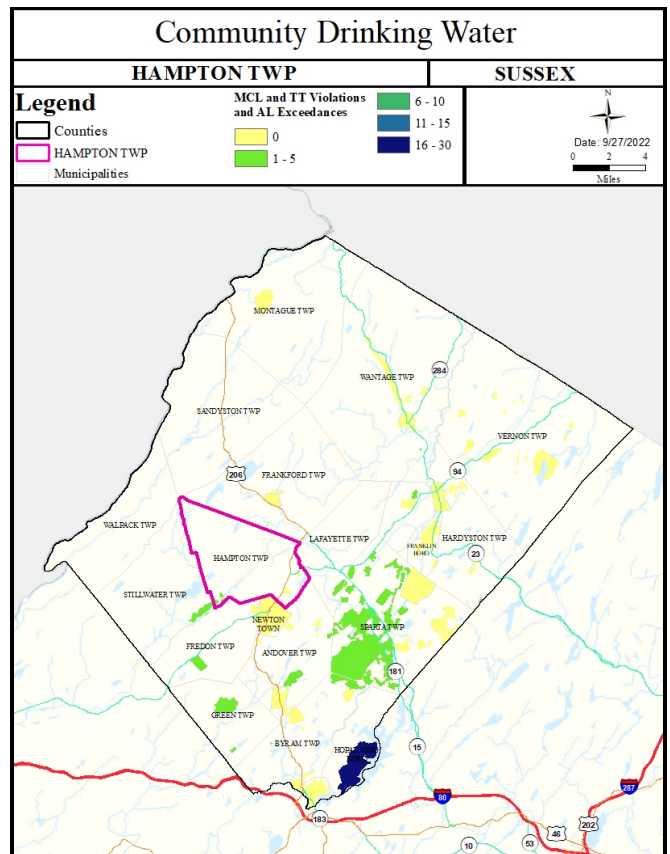 Community Drinking Water
HAMPTON TWP
SUSSEX
Legend
Counties
HAMPTON TWP
Municipalities
MCL and TT Violations
and AL Exceedances
0
1 - 5
6 - 10
11 - 15
16 - 30
N
Date: 9/27/2022
0 2 4
Miles
MONTAGUE TWP
WANTAGE TWP
284
SANDYSTON TWP
VERNON TWP
206
FRANKFORD TWP
94
WALPACK TWP
LAFAYETTE TWP
HARDYSTON TWP
FRANKLIN
BORO
23
HAMPTON TWP
STILLWATER TWP
NEWTON
TOWN
SPARTA TWP
FREDON TWP
ANDOVER TWP
181
GREEN TWP
BYRAM TWP
15
80
287
183
202
46
10
53